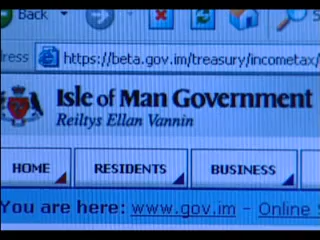 Back
ress https://beta.gov.im/treasury/incometax/
Isle of Man Government
Reiltys Ellan Vannin
HOME RESIDENTS BUSINESS
You are here: www.gov.im - Online